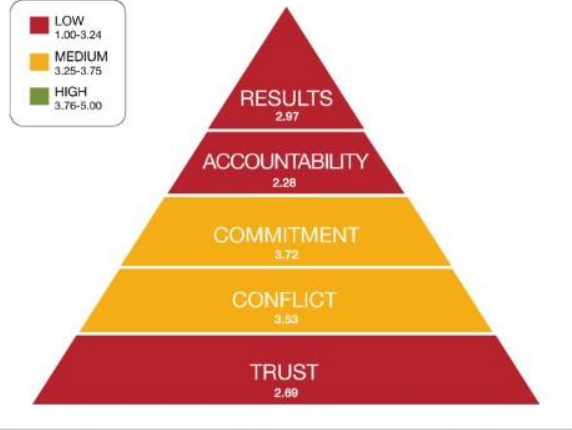 LOW
1.00-3.24
MEDIUM
3.25-3.75
HIGH
3.76-5.00
RESULTS
2.97
ACCOUNTABILITY
2.28
COMMITMENT
3.72
CONFLICT
3.53
TRUST
2.69